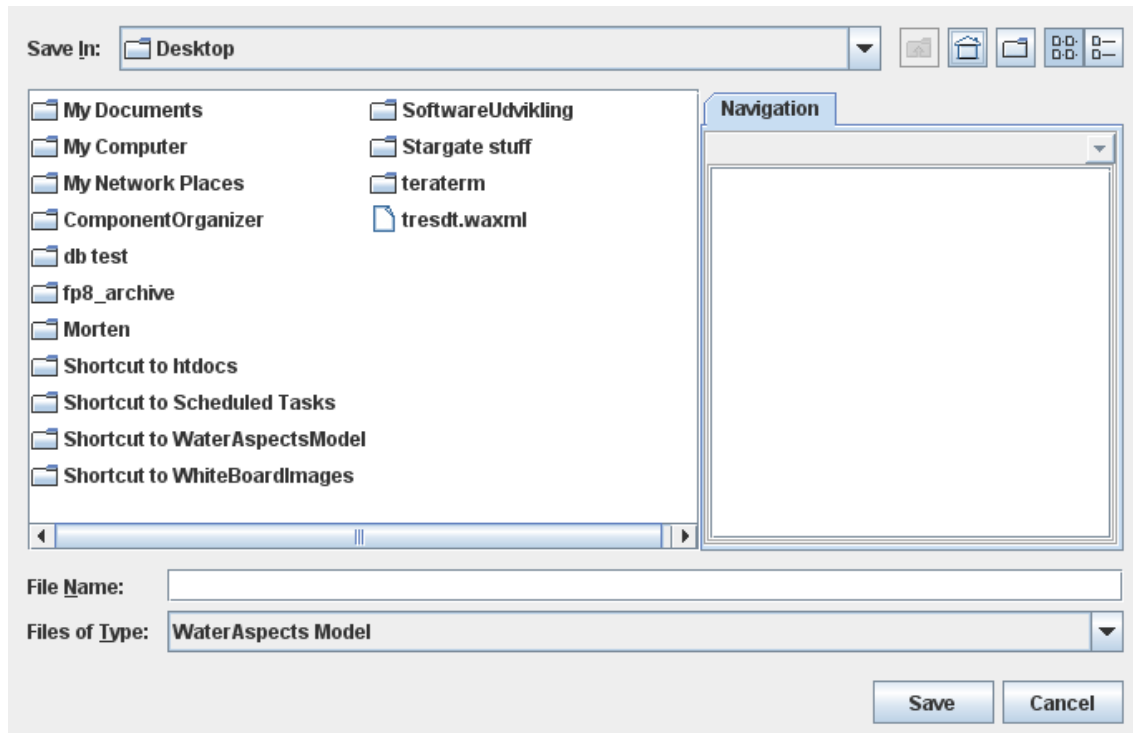 Save In: Desktop
My Documents
My Computer
My Network Places
ComponentOrganizer
db test
fp8_archive
Morten
Shortcut to htdocs
Shortcut to Scheduled Tasks
Shortcut to WaterAspectsModel
Shortcut to WhiteBoardImages
SoftwareUdvikling
Stargate stuff
teraterm
tresdt.waxml
Navigation
File Name:
Files of Type: WaterAspects Model
Save Cancel